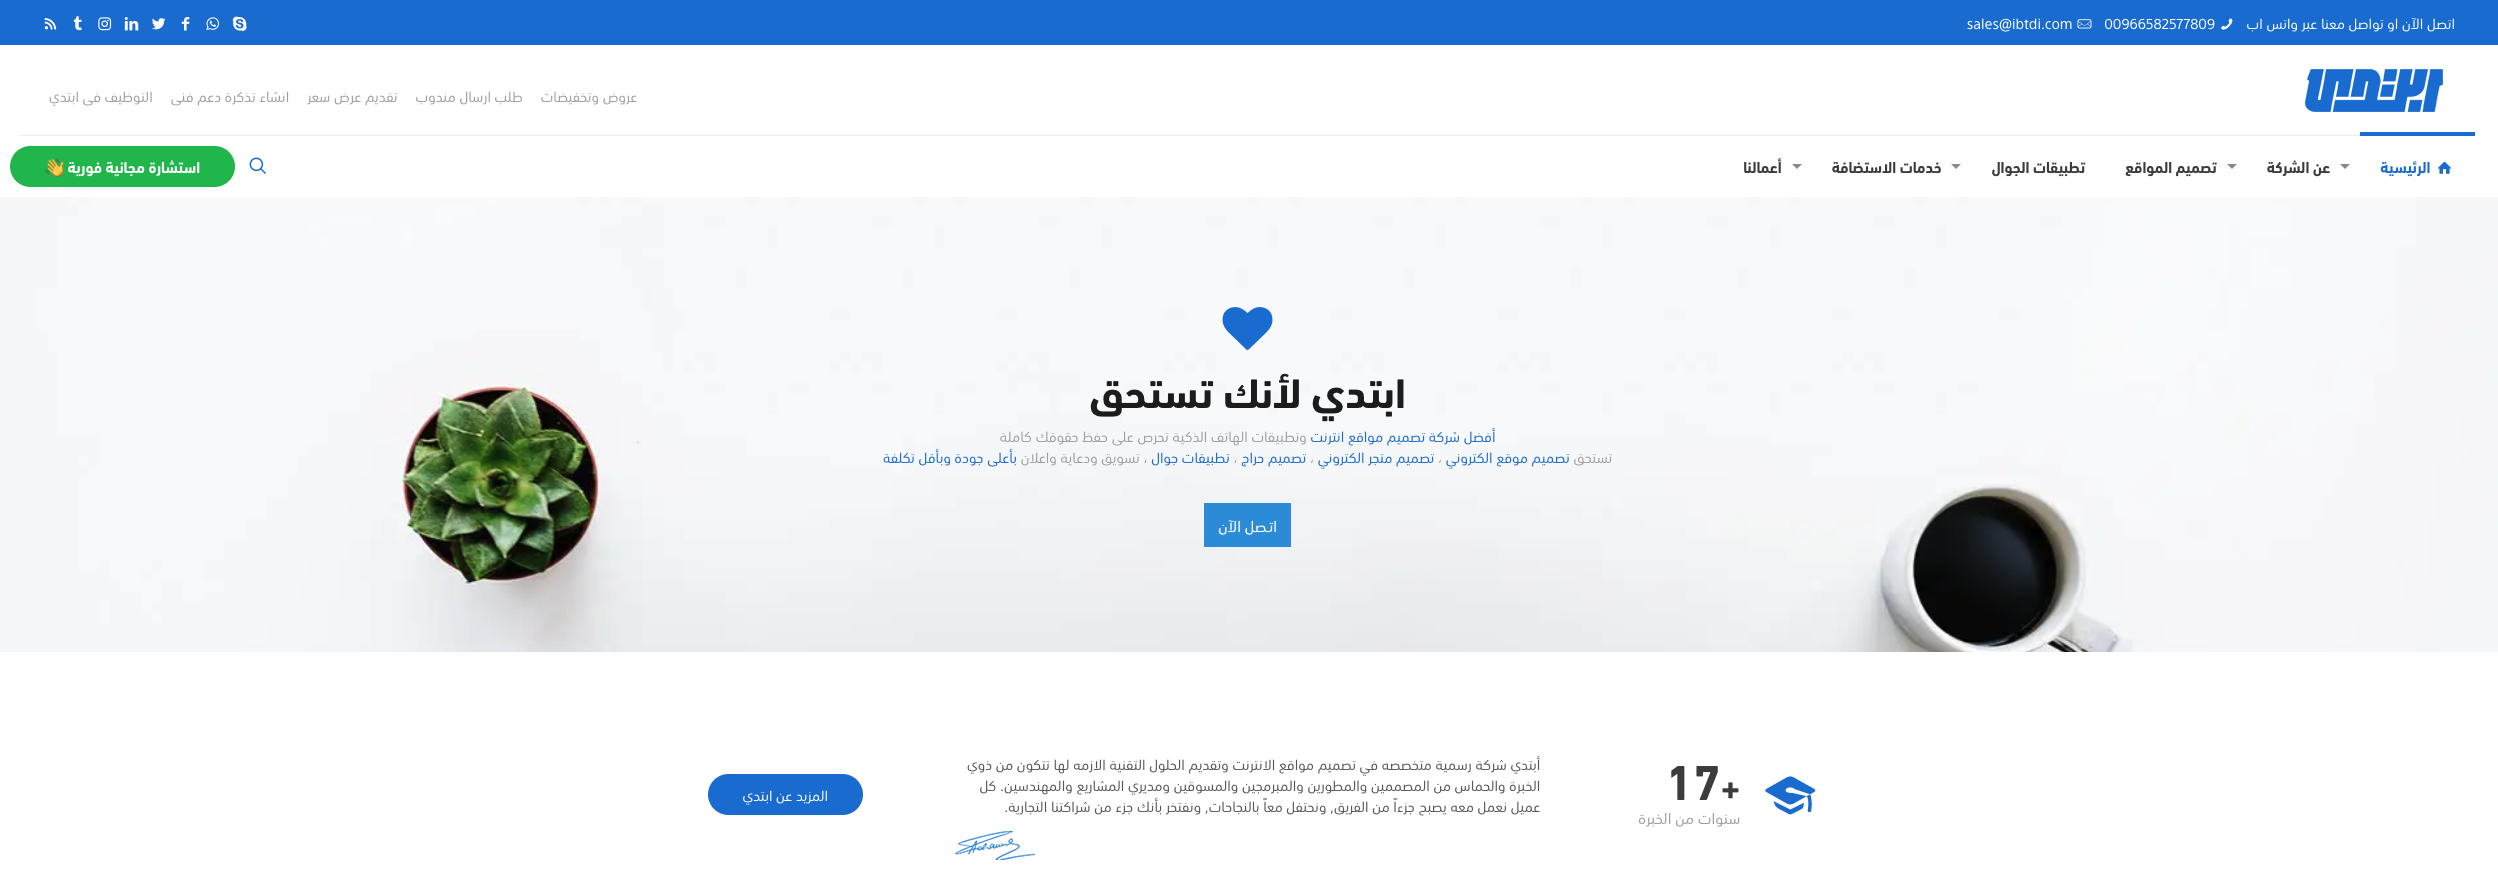 اتصل الآن او تواصل معنا عبر واتس اب 00966582577809 sales@ibtdi.com
ابتدي
عروض وتخفيضات طلب ارسال مندوب تقديم عرض سعر انشاء تذكرة دعم فنى التوظيف فى ابتدي
الرئيسية عن الشركة تصميم المواقع تطبيقات الجوال خدمات الاستضافة أعمالنا
استشارة مجانية فورية 👋
ابتدي لأنك تستحق
أفضل شركة تصميم مواقع انترنت وتطبيقات الهاتف الذكية تحرص على حفظ حقوقك كاملة
تستحق تصميم موقع الكتروني ، تصميم متجر الكتروني ، تصميم حراج ، تطبيقات جوال ، تسويق ودعاية واعلان بأعلى جودة وبأقل تكلفة
اتصل الآن
+17
سنوات من الخبرة
أبتدي شركة رسمية متخصصه في تصميم مواقع الانترنت وتقديم الحلول التقنية الازمه لها تتكون من ذوي
الخبرة والحماس من المصممين والمطورين والمبرمجين والمسوقين ومديري المشاريع والمهندسين. كل
عميل نعمل معه يصبح جزءاً من الفريق, ونحتفل معاً بالنجاحات, ونفتخر بأنك جزء من شراكتنا التجارية.
المزيد عن ابتدي